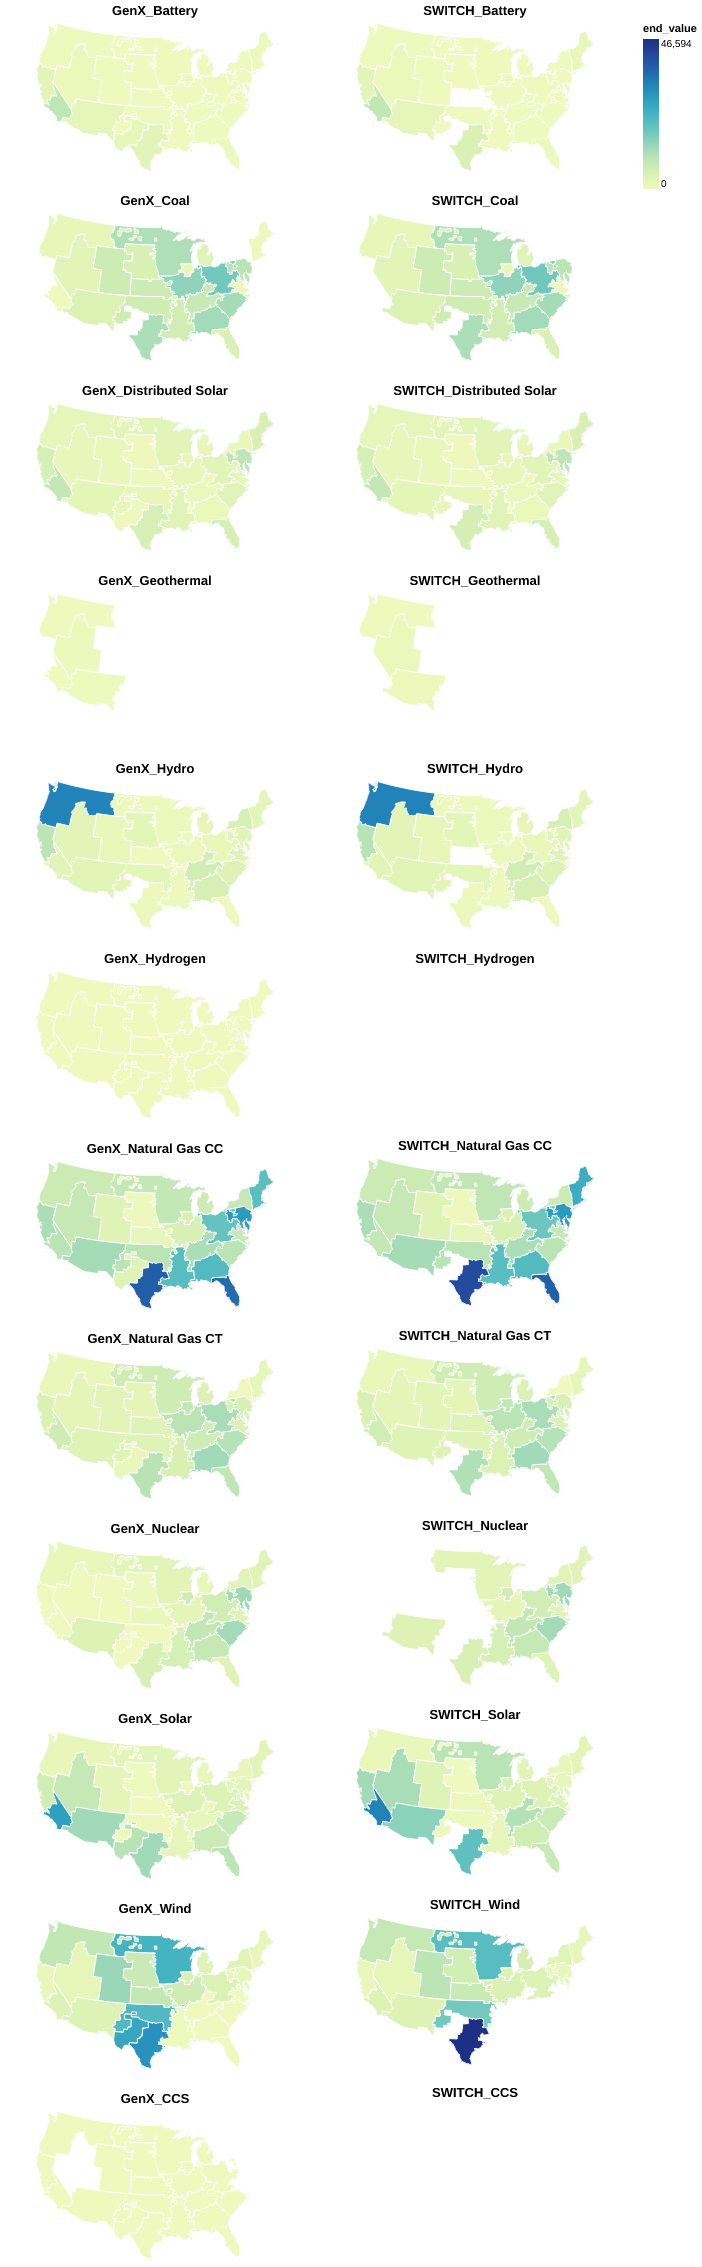 GenX_Battery
SWITCH_Battery
end_value
46,594
0
GenX_Coal
SWITCH_Coal
GenX_Distributed Solar
SWITCH_Distributed Solar
GenX_Geothermal
SWITCH_Geothermal
GenX_Hydro
SWITCH_Hydro
GenX_Hydrogen
SWITCH_Hydrogen
GenX_Natural Gas CC
SWITCH_Natural Gas CC
GenX_Natural Gas CT
SWITCH_Natural Gas CT
GenX_Nuclear
SWITCH_Nuclear
GenX_Solar
SWITCH_Solar
GenX_Wind
SWITCH_Wind
GenX_CCS
SWITCH_CCS